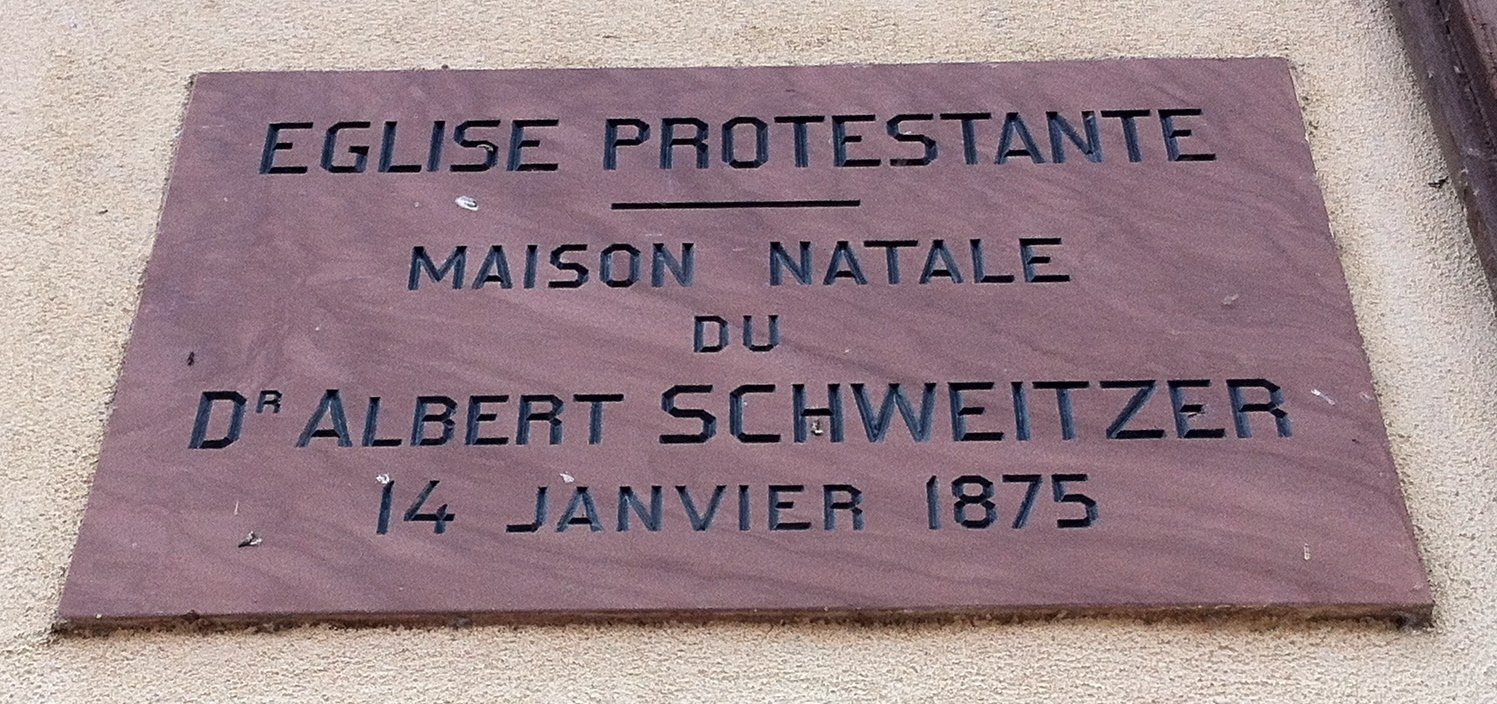 EGLISE PROTESTANTE
MAISON NATALE
DU
DR ALBERT SCHWEITZER
14 JANVIER 1875